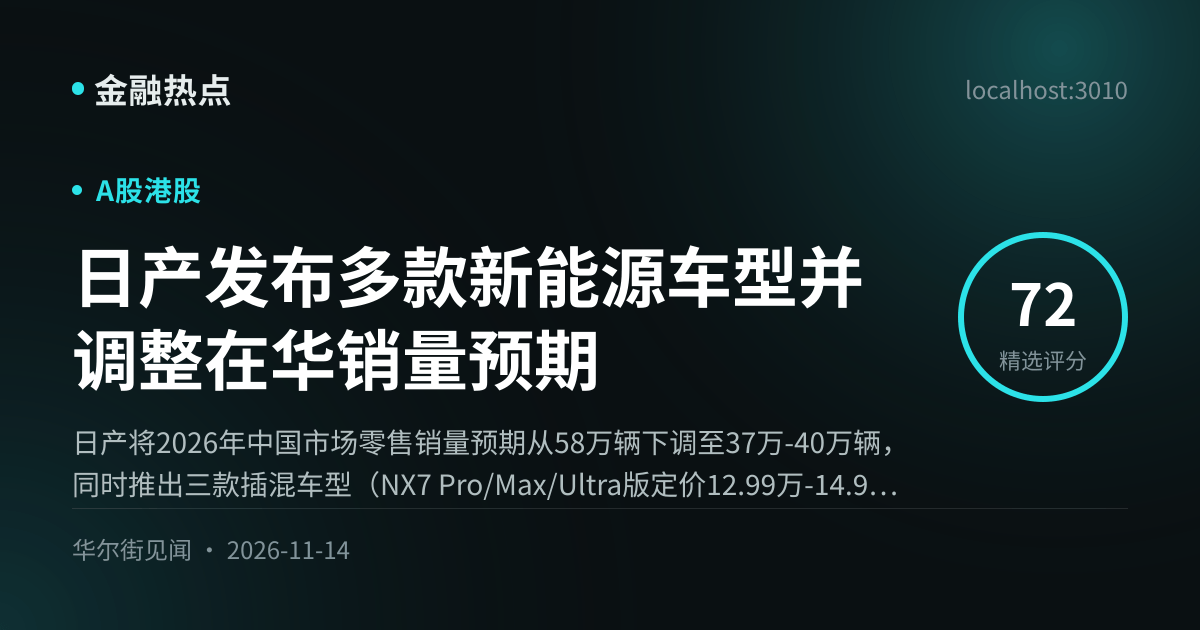 金融热点
localhost:3010
A股港股
日产发布多款新能源车型并
调整在华销量预期
72
精选评分
日产将2026年中国市场零售销量预期从58万辆下调至37万-40万辆，
同时推出三款插混车型（NX7 Pro/Max/Ultra版定价12.99万-14.9…
华尔街见闻 · 2026-11-14